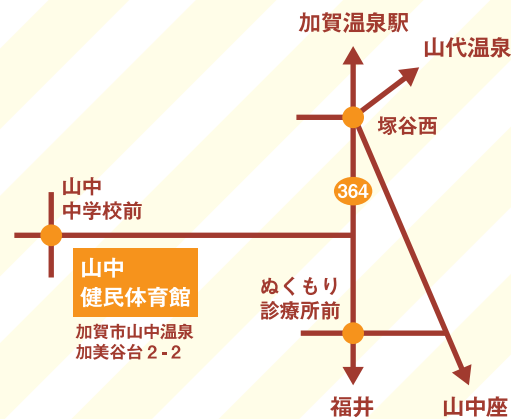 加賀温泉駅
山代温泉
塚谷西
364
山中
中学校前
山中
健民体育館
加賀市山中温泉
加美谷台2-2
ぬくもり
診療所前
福井
山中座